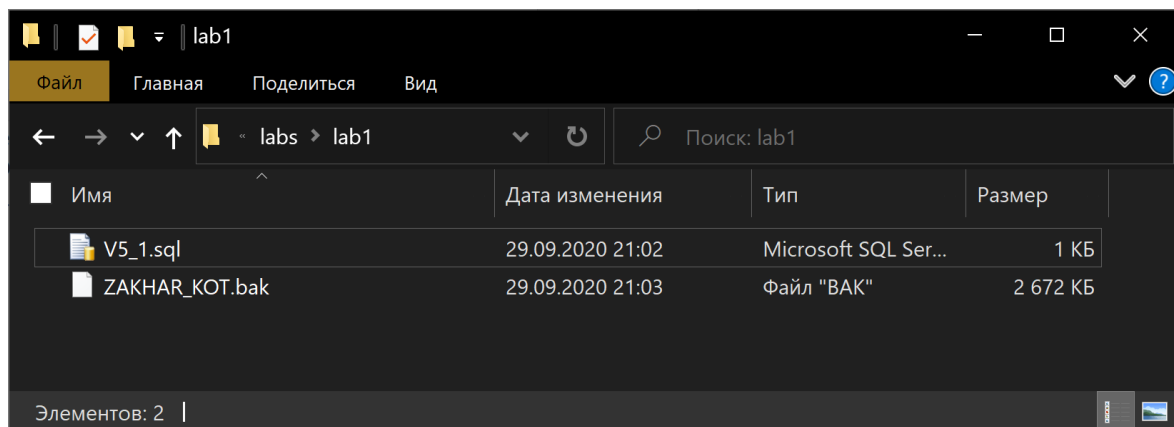 lab1
Файл Главная Поделиться Вид ?
« labs > lab1 Поиск: lab1
Имя Дата изменения Тип Размер
V5_1.sql 29.09.2020 21:02 Microsoft SQL Ser... 1 КБ
ZAKHAR_KOT.bak 29.09.2020 21:03 Файл "BAK" 2 672 КБ
Элементов: 2